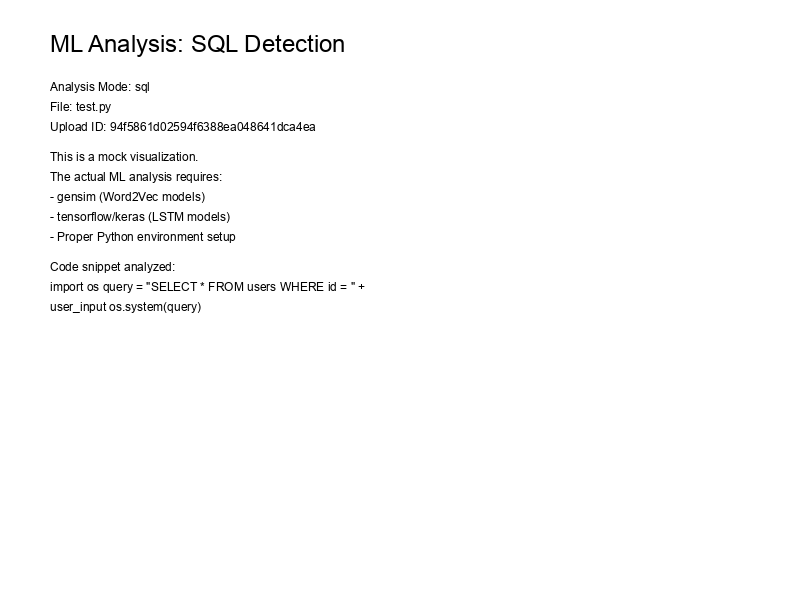 ML Analysis: SQL Detection
Analysis Mode: sql
File: test.py
Upload ID: 94f5861d02594f6388ea048641dca4ea
This is a mock visualization.
The actual ML analysis requires:
- gensim (Word2Vec models)
- tensorflow/keras (LSTM models)
- Proper Python environment setup
Code snippet analyzed:
import os query = "SELECT * FROM users WHERE id = " +
user_input os.system(query)